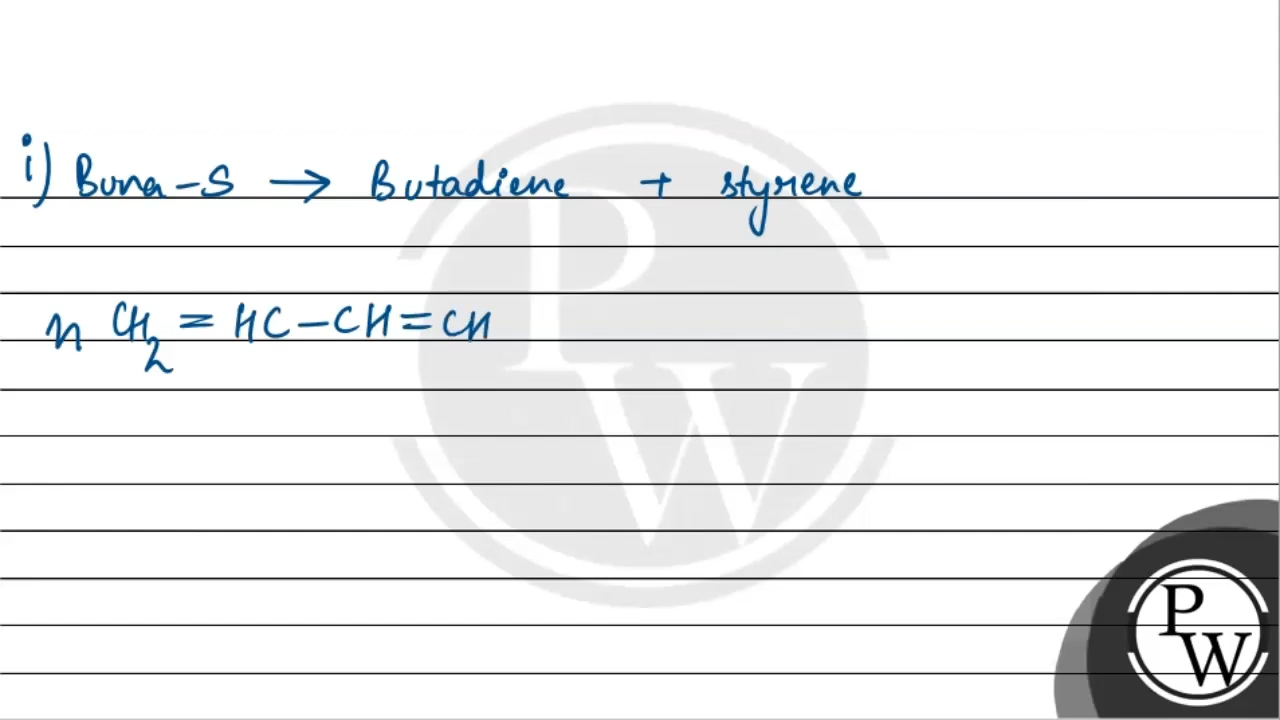 i) Buna-S → Butadiene + styrene
n CH₂ = HC-CH=CH
P
W
P
W